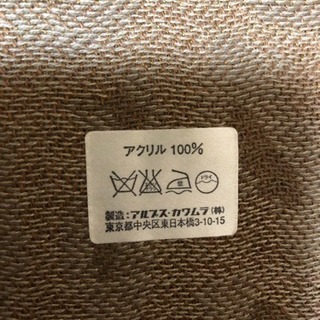 アクリル 100%
低
ドライ
製造:アルプス・カワムラ(株)
東京都中央区東日本橋3-10-15